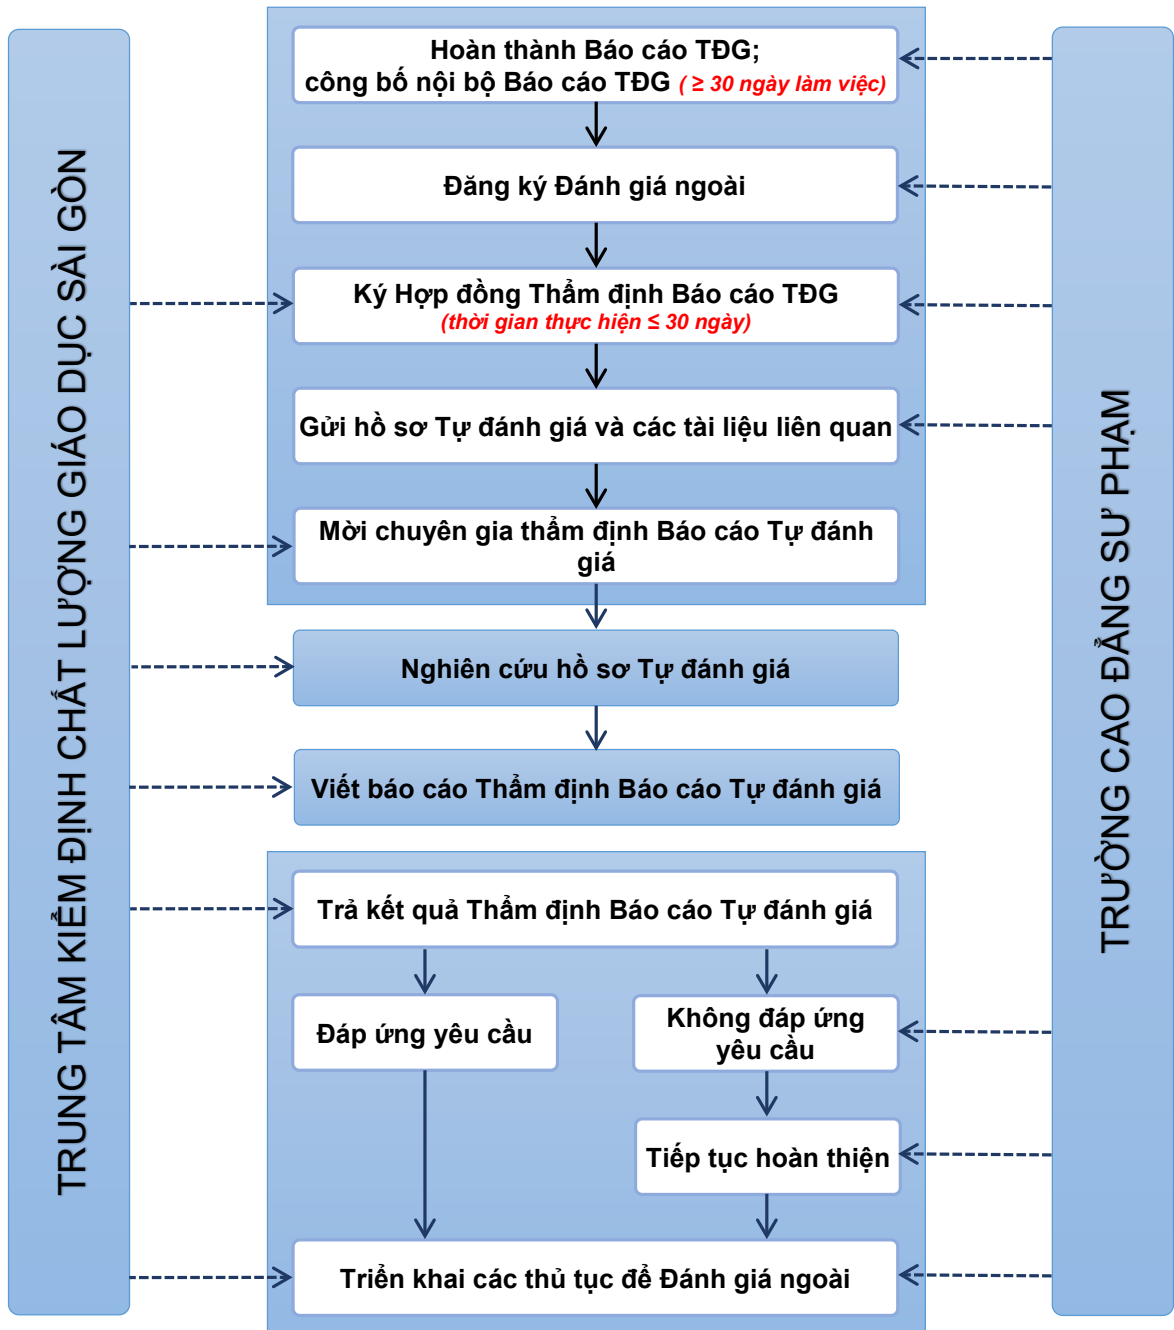 TRUNG TÂM KIỂM ĐỊNH CHẤT LƯỢNG GIÁO DỤC SÀI GÒN
Hoàn thành Báo cáo TĐG;
công bố nội bộ Báo cáo TĐG ( ≥ 30 ngày làm việc)
Đăng ký Đánh giá ngoài
Ký Hợp đồng Thẩm định Báo cáo TĐG
(thời gian thực hiện ≤ 30 ngày)
Gửi hồ sơ Tự đánh giá và các tài liệu liên quan
Mời chuyên gia thẩm định Báo cáo Tự đánh
giá
Nghiên cứu hồ sơ Tự đánh giá
Viết báo cáo Thẩm định Báo cáo Tự đánh giá
Trả kết quả Thẩm định Báo cáo Tự đánh giá
Đáp ứng yêu cầu
Không đáp ứng
yêu cầu
Tiếp tục hoàn thiện
Triển khai các thủ tục để Đánh giá ngoài
TRƯỜNG CAO ĐẲNG SƯ PHẠM